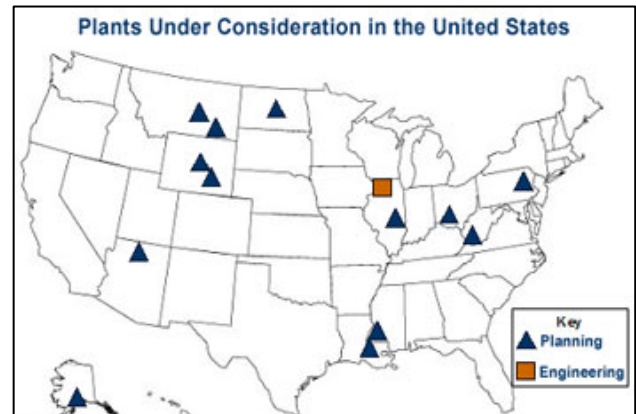 Plants Under Consideration in the United States
Key
Planning
Engineering